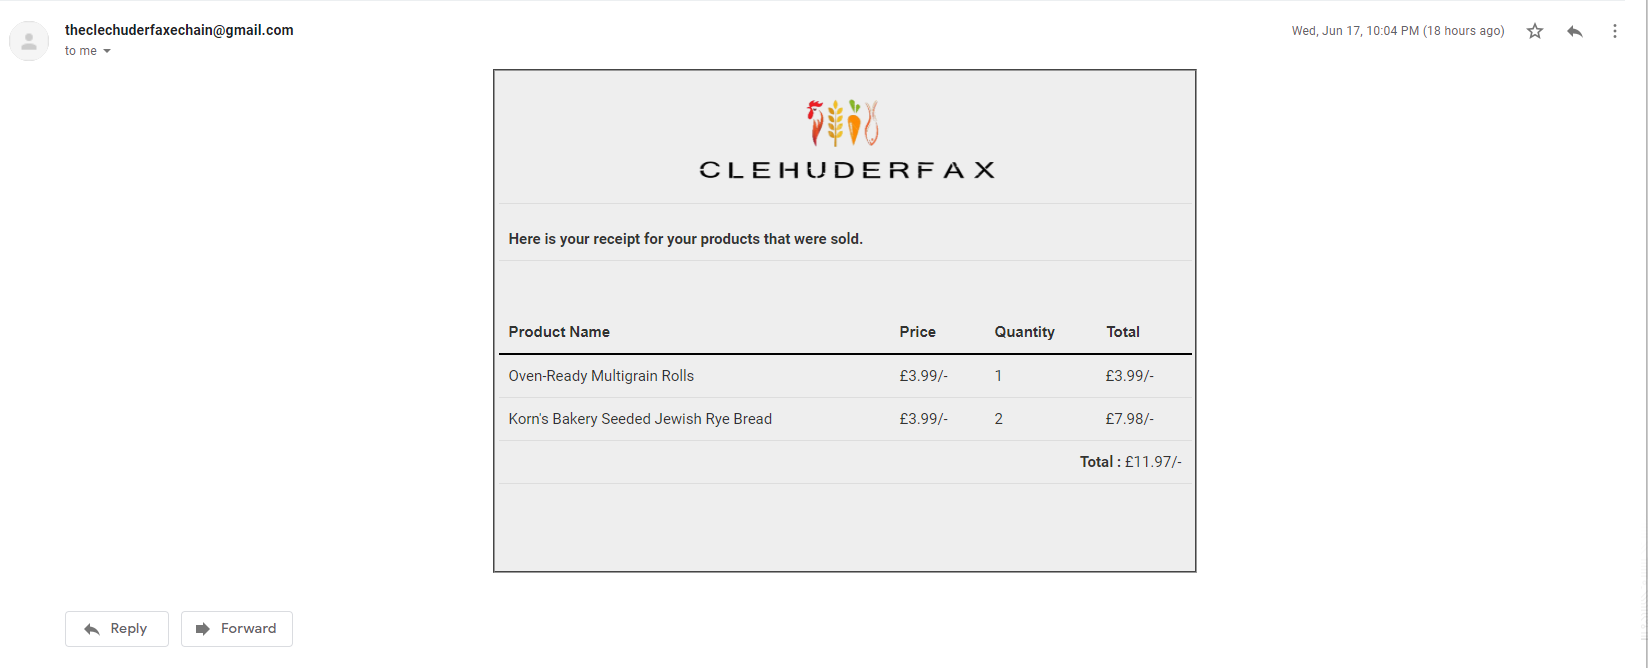 theclechuderfaxechain@gmail.com
Wed, Jun 17, 10:04 PM (18 hours ago)
to me
CLEHUDERFAX
Here is your receipt for your products that were sold.
Product Name Price Quantity Total
Oven-Ready Multigrain Rolls £3.99/- 1 £3.99/-
Korn's Bakery Seeded Jewish Rye Bread £3.99/- 2 £7.98/-
Total : £11.97/-
Reply Forward